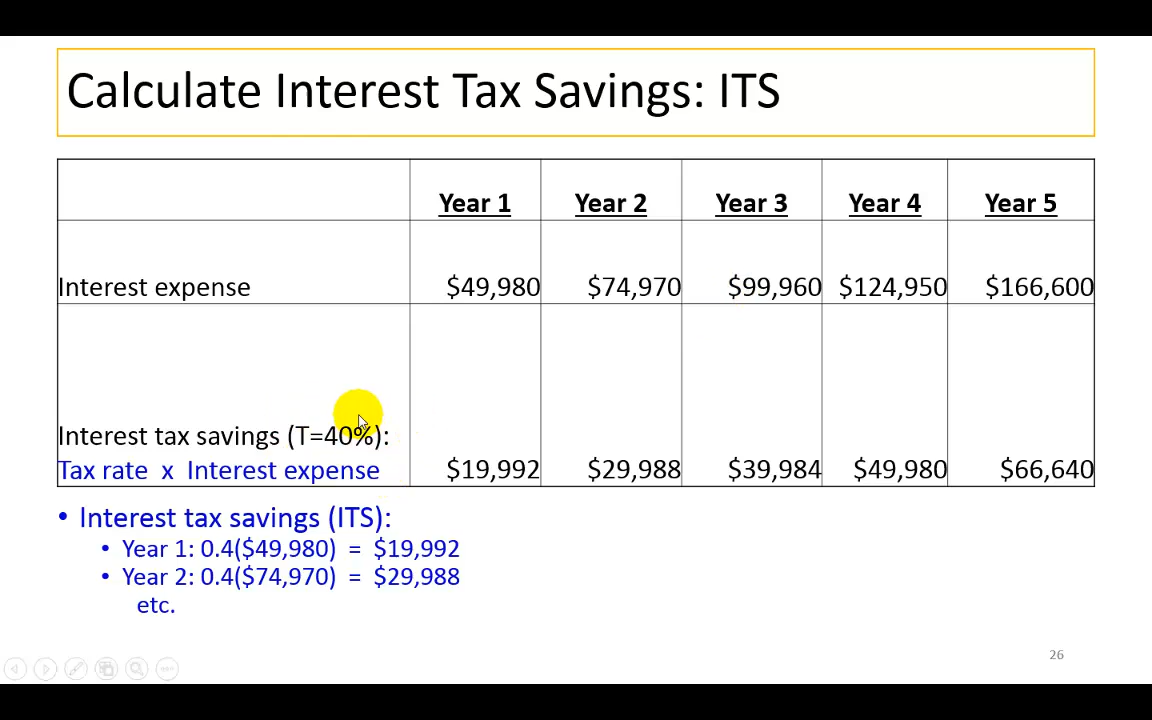 Calculate Interest Tax Savings: ITS
Year 1 Year 2 Year 3 Year 4 Year 5
Interest expense $49,980 $74,970 $99,960 $124,950 $166,600
Interest tax savings (T=40%):
Tax rate x Interest expense $19,992 $29,988 $39,984 $49,980 $66,640
• Interest tax savings (ITS):
• Year 1: 0.4($49,980) = $19,992
• Year 2: 0.4($74,970) = $29,988
etc.
26